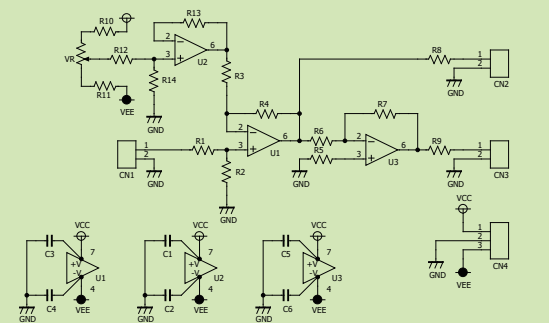 R10
R13
VR
R12
2
3
6
U2
R14
R11
VEE
GND
R3
R8
1
2
CN2
GND
R4
R7
R6
R5
2
3
6
U1
2
3
6
U3
R9
1
2
CN3
GND
GND
CN1
1
2
GND
R1
R2
GND
VCC
1
2
3
CN4
GND
VEE
C3
VCC
7
+V
-V
U1
4
C4
VEE
GND
C1
VCC
7
+V
-V
U2
4
C2
VEE
GND
C5
VCC
7
+V
-V
U3
4
C6
VEE
GND